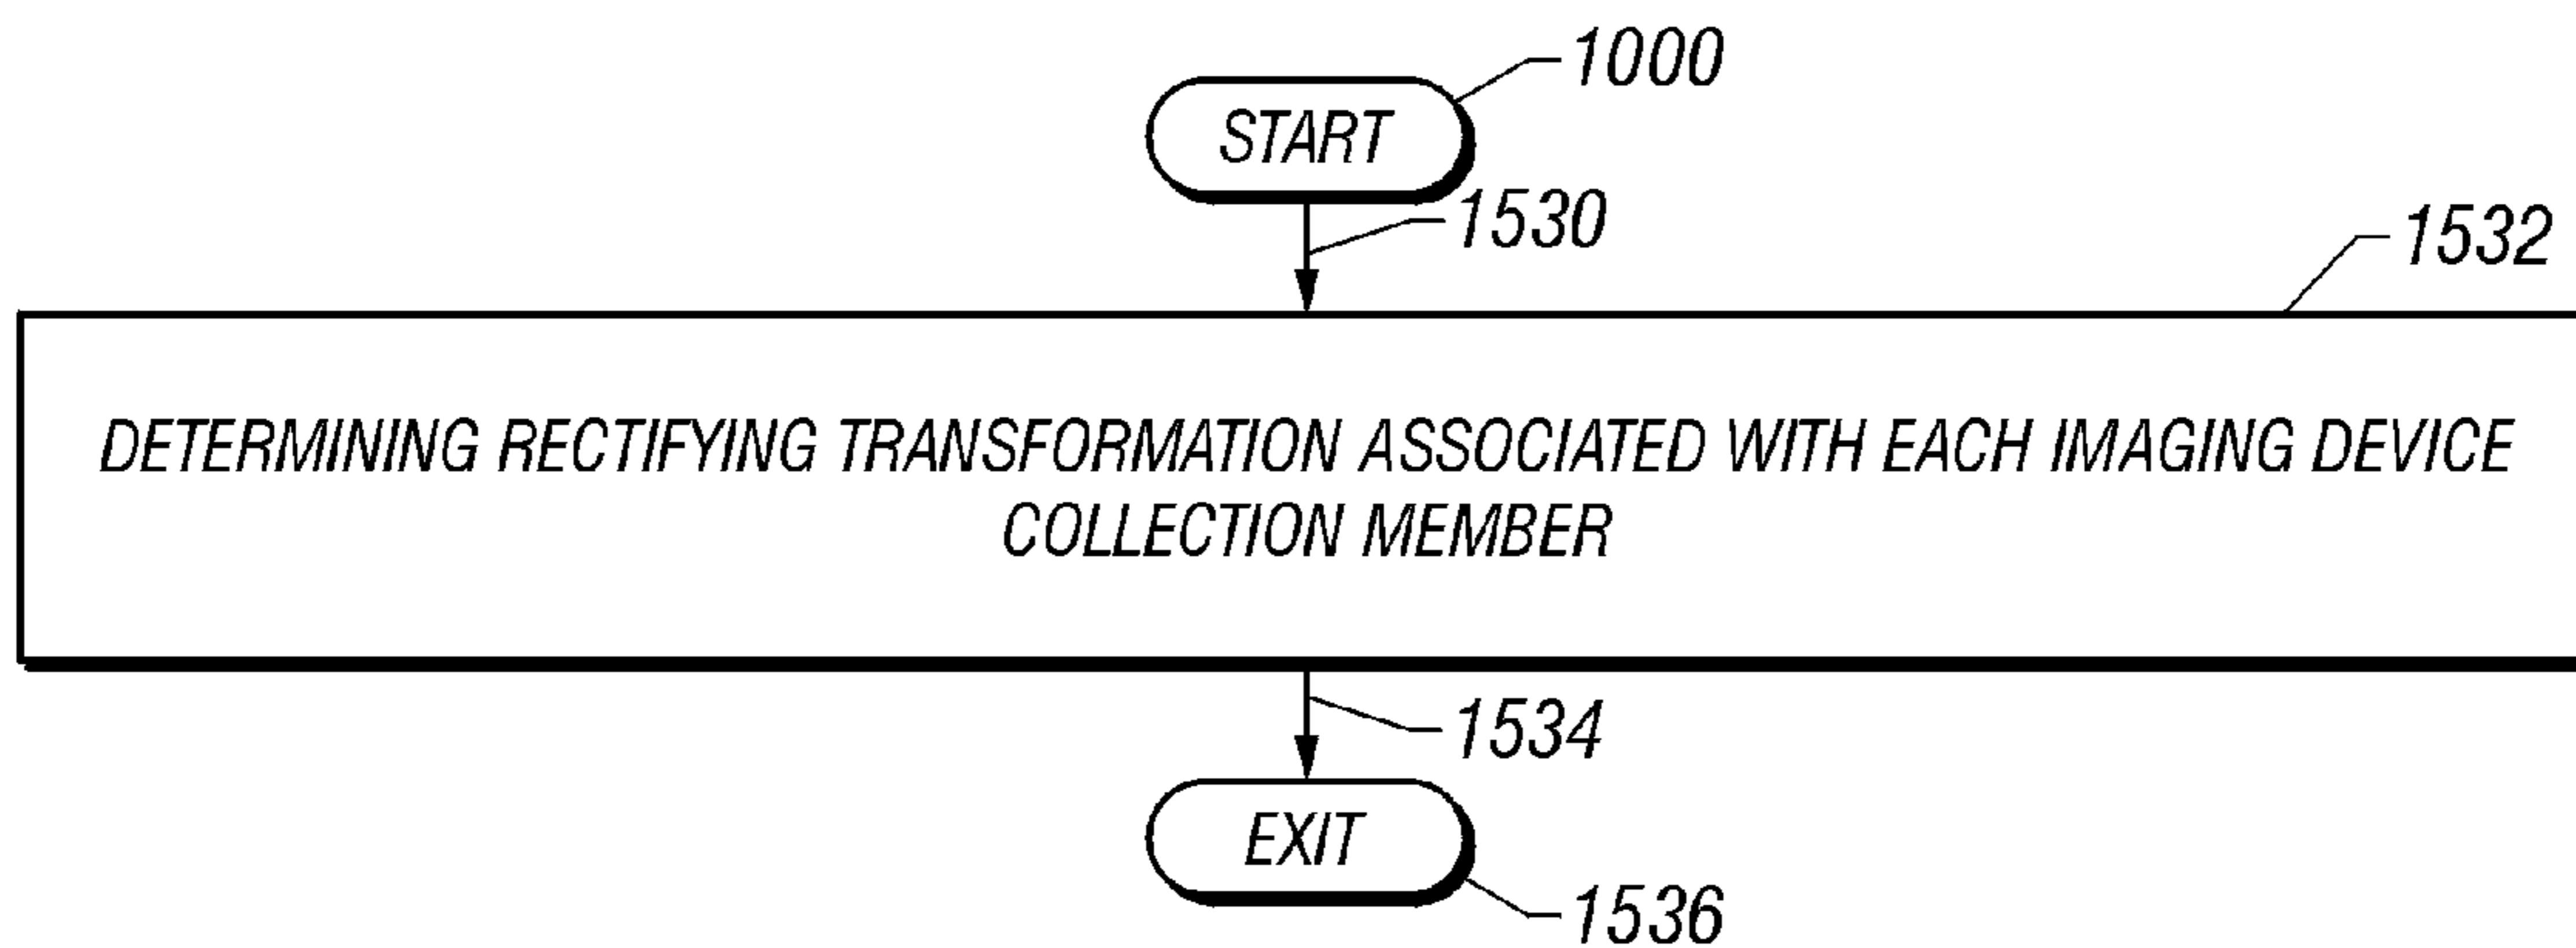 1000
START
1530
1532
DETERMINING RECTIFYING TRANSFORMATION ASSOCIATED WITH EACH IMAGING DEVICE
COLLECTION MEMBER
1534
EXIT
1536